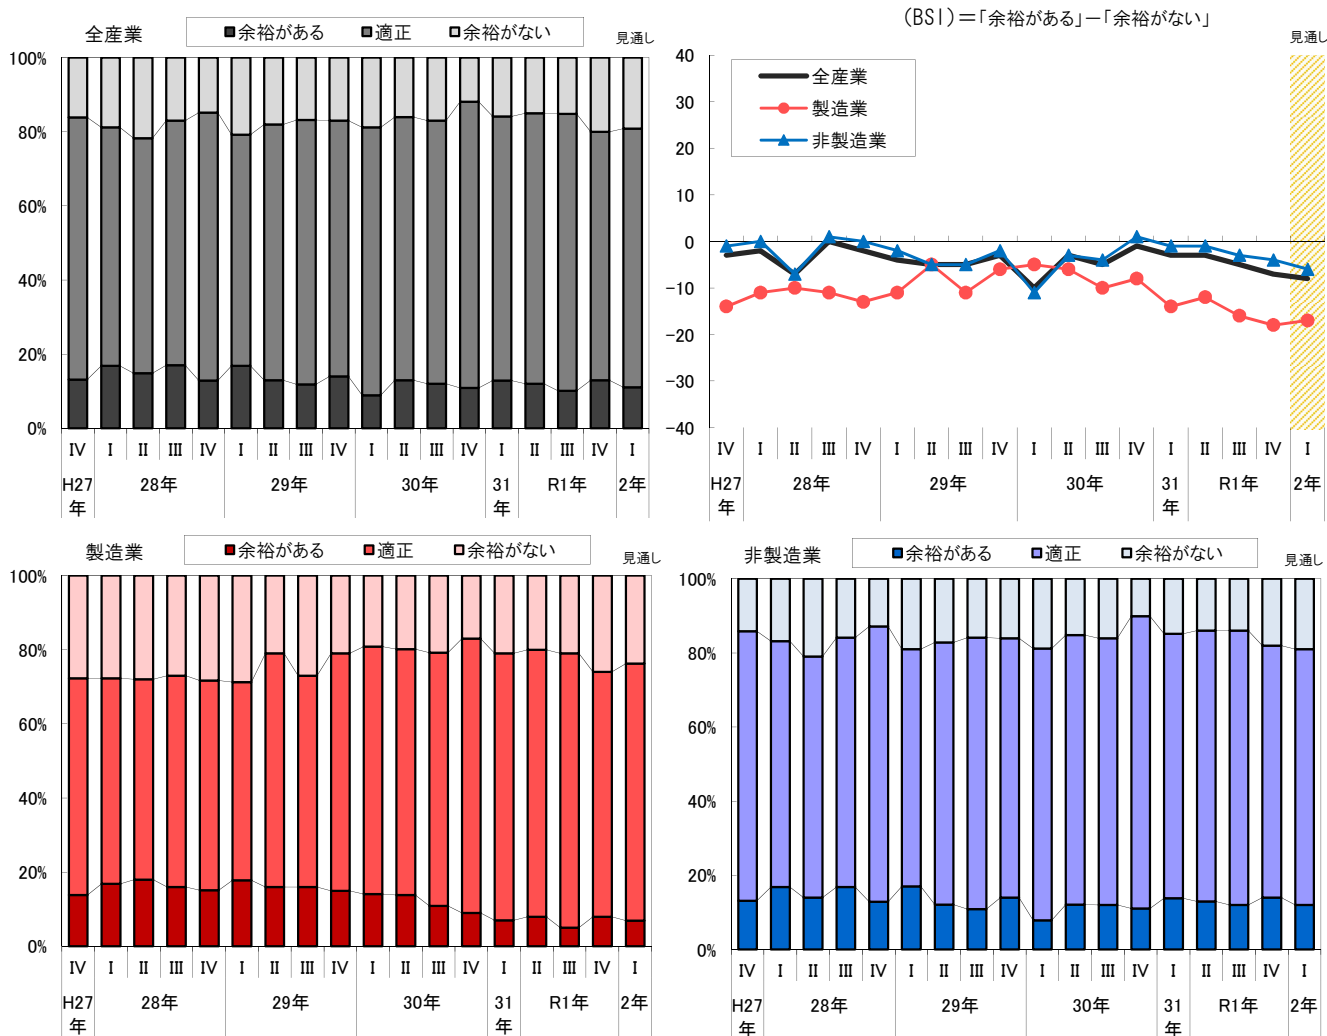 全産業
余裕がある 適正 余裕がない
見通し
100%
80%
60%
40%
20%
0%
Ⅳ Ⅰ Ⅱ Ⅲ Ⅳ Ⅰ Ⅱ Ⅲ Ⅳ Ⅰ Ⅱ Ⅲ Ⅳ Ⅰ Ⅱ Ⅲ Ⅳ Ⅰ
H27年 28年 29年 30年 31年 R1年 2年
(BSI)=「余裕がある」-「余裕がない」
見通し
全産業
製造業
非製造業
40
30
20
10
0
-10
-20
-30
-40
Ⅳ Ⅰ Ⅱ Ⅲ Ⅳ Ⅰ Ⅱ Ⅲ Ⅳ Ⅰ Ⅱ Ⅲ Ⅳ Ⅰ Ⅱ Ⅲ Ⅳ Ⅰ
H27年 28年 29年 30年 31年 R1年 2年
製造業
余裕がある 適正 余裕がない
見通し
100%
80%
60%
40%
20%
0%
Ⅳ Ⅰ Ⅱ Ⅲ Ⅳ Ⅰ Ⅱ Ⅲ Ⅳ Ⅰ Ⅱ Ⅲ Ⅳ Ⅰ Ⅱ Ⅲ Ⅳ Ⅰ
H27年 28年 29年 30年 31年 R1年 2年
非製造業
余裕がある 適正 余裕がない
見通し
100%
80%
60%
40%
20%
0%
Ⅳ Ⅰ Ⅱ Ⅲ Ⅳ Ⅰ Ⅱ Ⅲ Ⅳ Ⅰ Ⅱ Ⅲ Ⅳ Ⅰ Ⅱ Ⅲ Ⅳ Ⅰ
H27年 28年 29年 30年 31年 R1年 2年